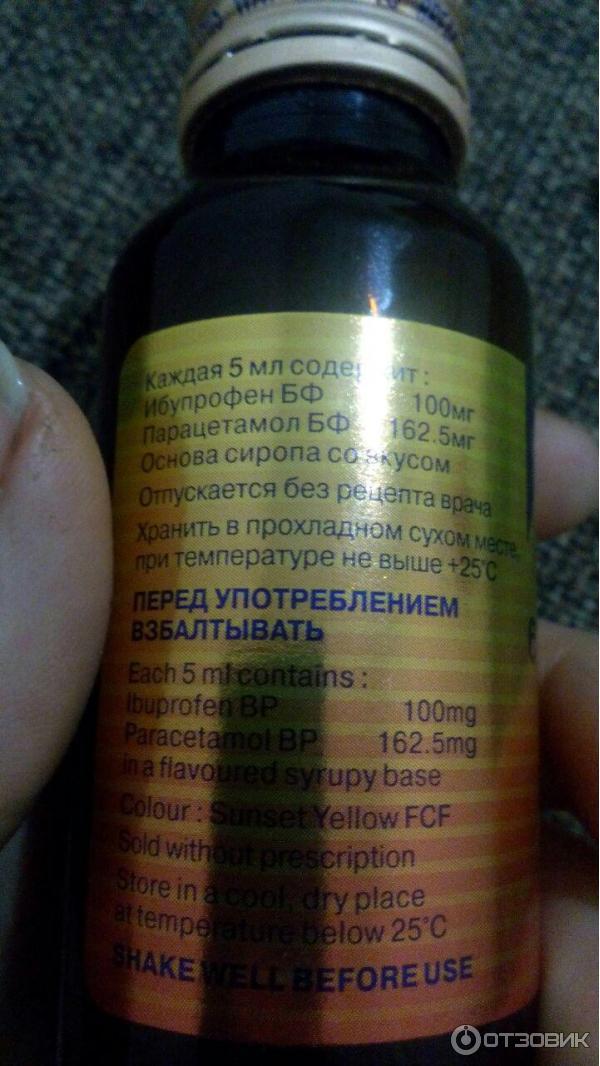 Каждая 5 мл содержит :
Ибупрофен БФ 100мг
Парацетамол БФ 162.5мг
Основа сиропа со вкусом
Отпускается без рецепта врача
Хранить в прохладном сухом месте,
при температуре не выше +25°C
ПЕРЕД УПОТРЕБЛЕНИЕМ
ВЗБАЛТЫВАТЬ
Each 5 ml contains :
Ibuprofen BP 100mg
Paracetamol BP 162.5mg
in a flavoured syrupy base
Colour : Sunset Yellow FCF
Sold without prescription
Store in a cool, dry place
at temperature below 25°C
SHAKE WELL BEFORE USE
ОТЗОВИК